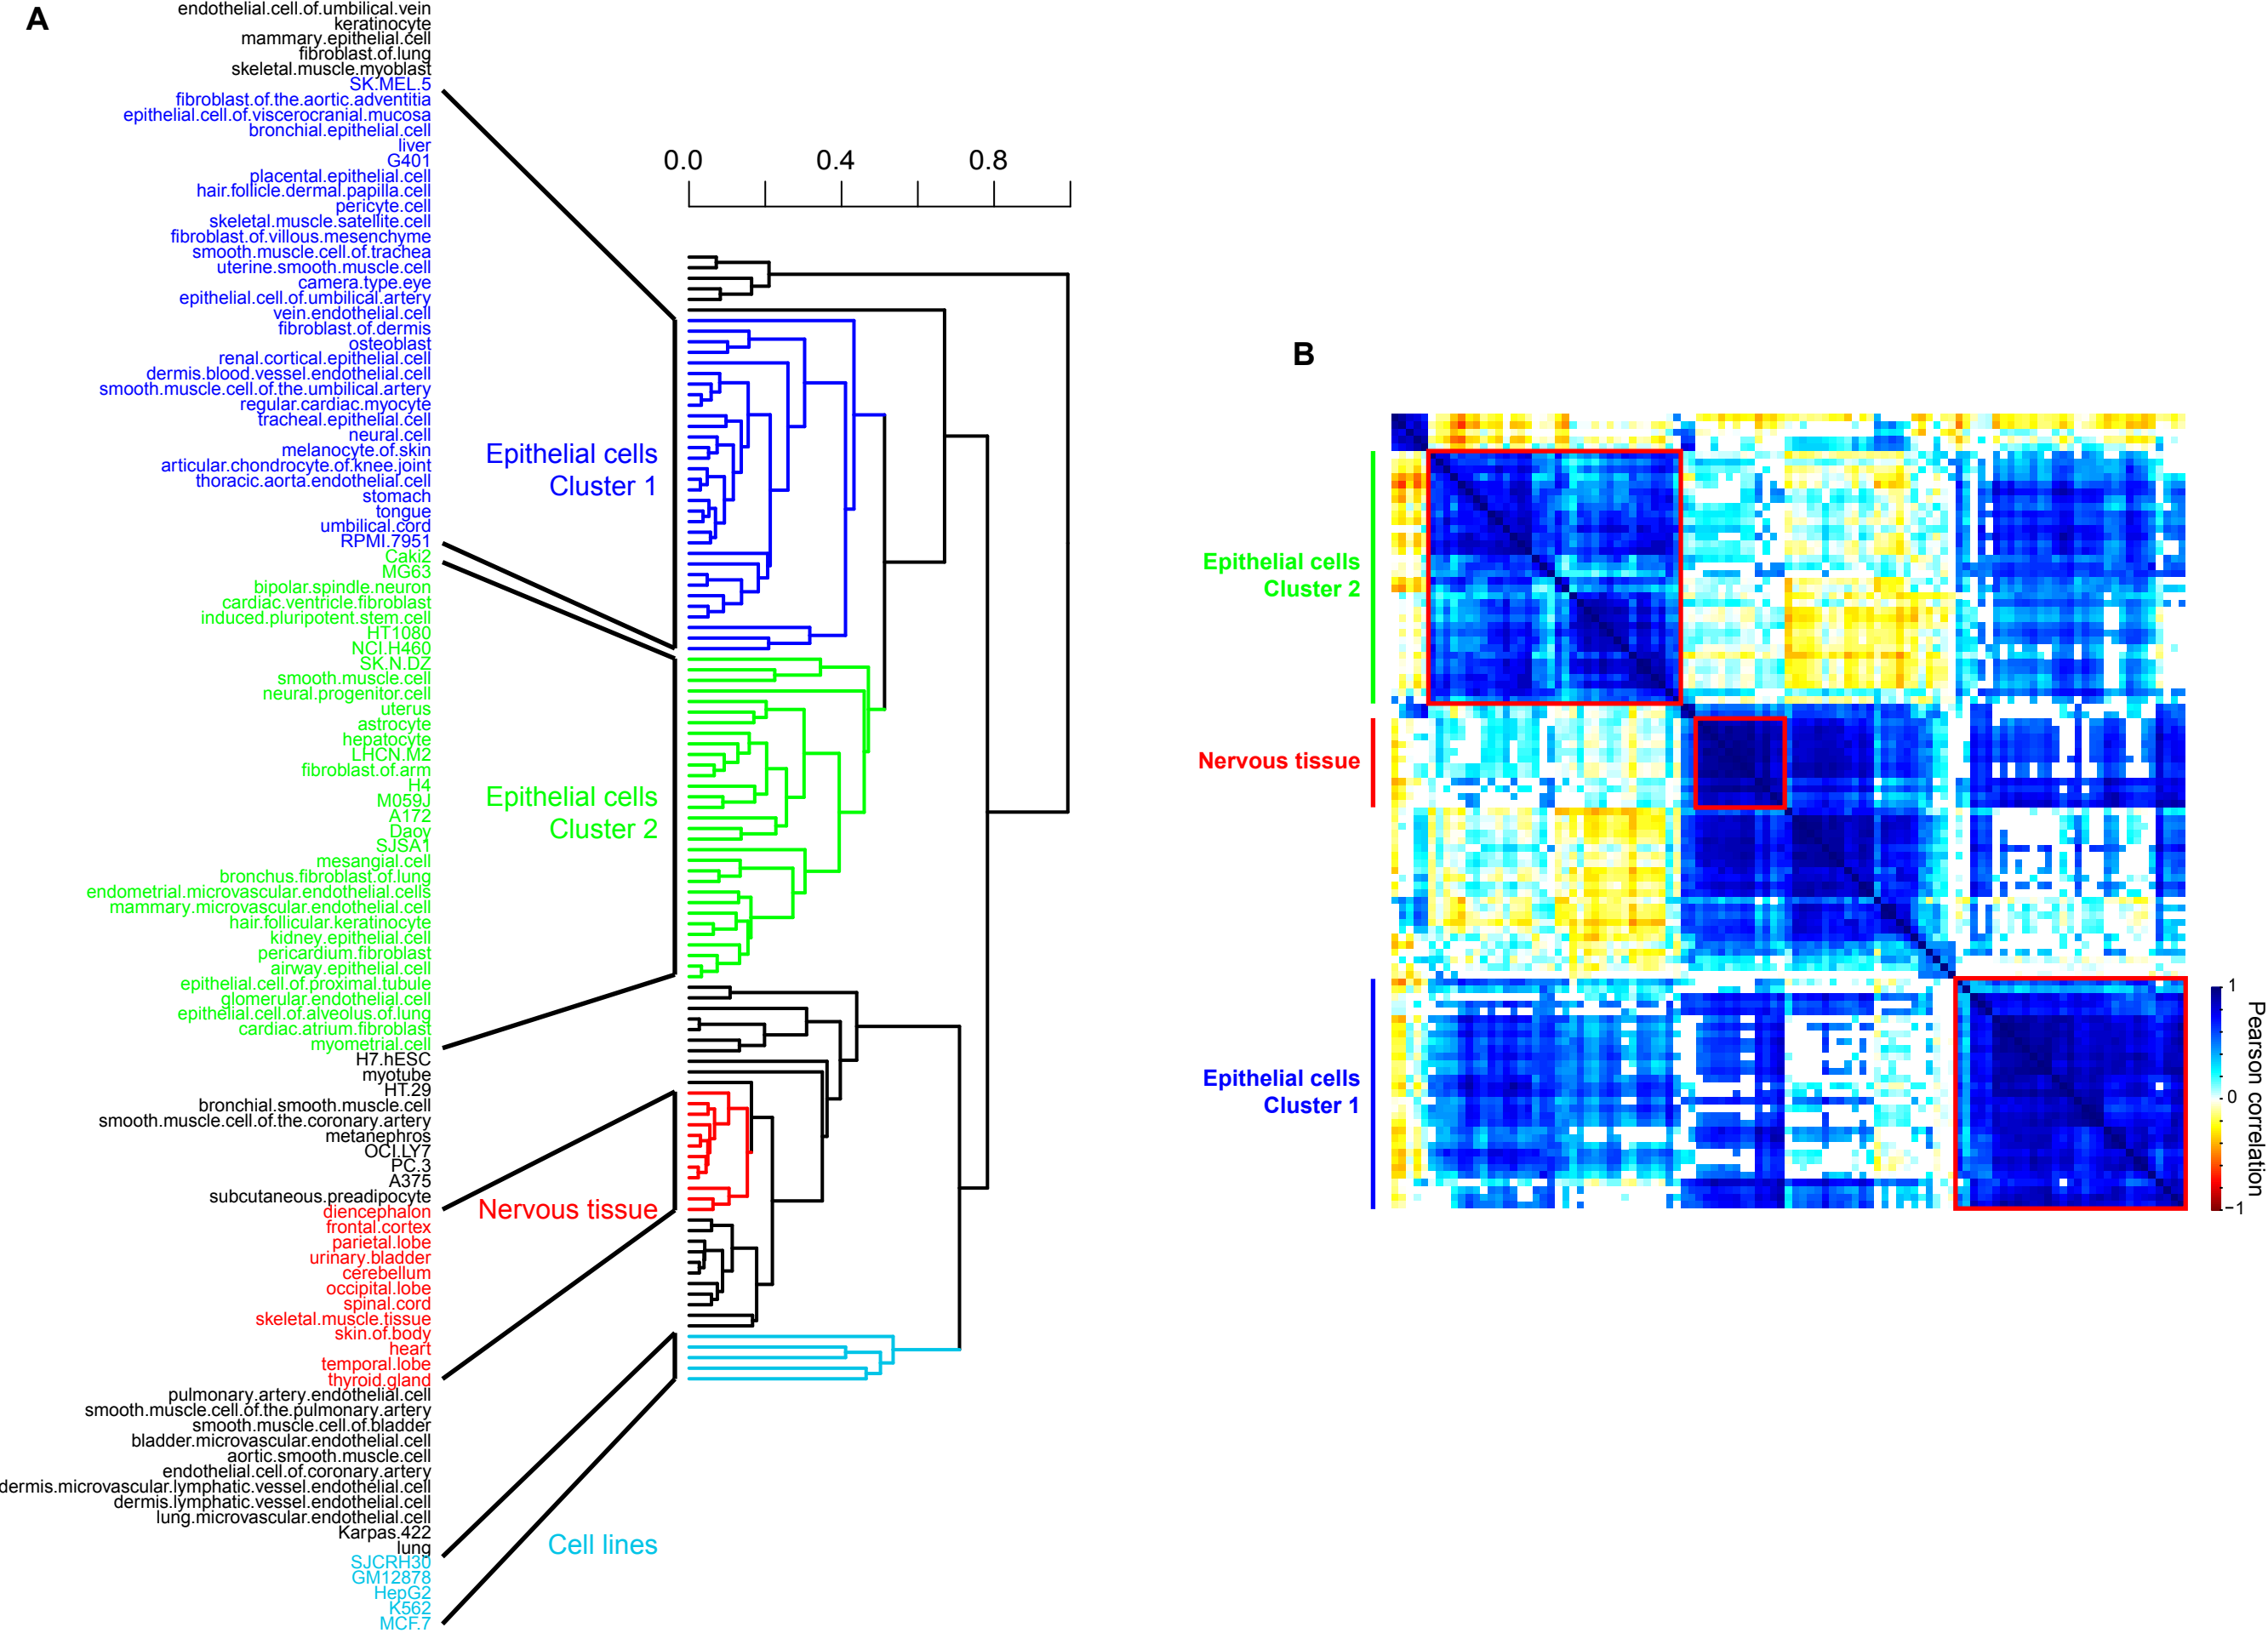 A
endothelial.cell.of.umbilical.vein
keratinocyte
mammary.epithelial.cell
fibroblast.of.lung
skeletal.muscle.myoblast
SK.MEL.5
fibroblast.of.the.aortic.adventitia
epithelial.cell.of.viscerocranial.mucosa
bronchial.epithelial.cell
liver
G401
placental.epithelial.cell
hair.follicle.dermal.papilla.cell
pericyte.cell
skeletal.muscle.satellite.cell
fibroblast.of.villous.mesenchyme
smooth.muscle.cell.of.trachea
uterine.smooth.muscle.cell
camera.type.eye
epithelial.cell.of.umbilical.artery
vein.endothelial.cell
fibroblast.of.dermis
osteoblast
renal.cortical.epithelial.cell
dermis.blood.vessel.endothelial.cell
smooth.muscle.cell.of.the.umbilical.artery
regular.cardiac.myocyte
tracheal.epithelial.cell
neural.cell
melanocyte.of.skin
articular.chondrocyte.of.knee.joint
thoracic.aorta.endothelial.cell
stomach
tongue
umbilical.cord
RPMI.7951
Caki2
MG63
bipolar.spindle.neuron
cardiac.ventricle.fibroblast
induced.pluripotent.stem.cell
HT1080
NCI.H460
SK.N.DZ
smooth.muscle.cell
neural.progenitor.cell
uterus
astrocyte
hepatocyte
LHCN.M2
fibroblast.of.arm
H4
M059J
A172
Daoy
SJSA1
mesangial.cell
bronchus.fibroblast.of.lung
endometrial.microvascular.endothelial.cells
mammary.microvascular.endothelial.cell
hair.follicular.keratinocyte
kidney.epithelial.cell
pericardium.fibroblast
airway.epithelial.cell
epithelial.cell.of.proximal.tubule
glomerular.endothelial.cell
epithelial.cell.of.alveolus.of.lung
cardiac.atrium.fibroblast
myometrial.cell
H7.hESC
myotube
HT.29
bronchial.smooth.muscle.cell
smooth.muscle.cell.of.the.coronary.artery
metanephros
OCI.LY7
PC.3
A375
subcutaneous.preadipocyte
diencephalon
frontal.cortex
parietal.lobe
urinary.bladder
cerebellum
occipital.lobe
spinal.cord
skeletal.muscle.tissue
skin.of.body
heart
temporal.lobe
thyroid.gland
pulmonary.artery.endothelial.cell
smooth.muscle.cell.of.the.pulmonary.artery
smooth.muscle.cell.of.bladder
bladder.microvascular.endothelial.cell
aortic.smooth.muscle.cell
endothelial.cell.of.coronary.artery
dermis.microvascular.lymphatic.vessel.endothelial.cell
dermis.lymphatic.vessel.endothelial.cell
lung.microvascular.endothelial.cell
Karpas.422
lung
SJCRH30
GM12878
HepG2
K562
MCF.7
0.0 0.4 0.8
Epithelial cells
Cluster 1
Epithelial cells
Cluster 2
Nervous tissue
Cell lines
B
Epithelial cells
Cluster 2
Nervous tissue
Epithelial cells
Cluster 1
1
0
−1
Pearson correlation